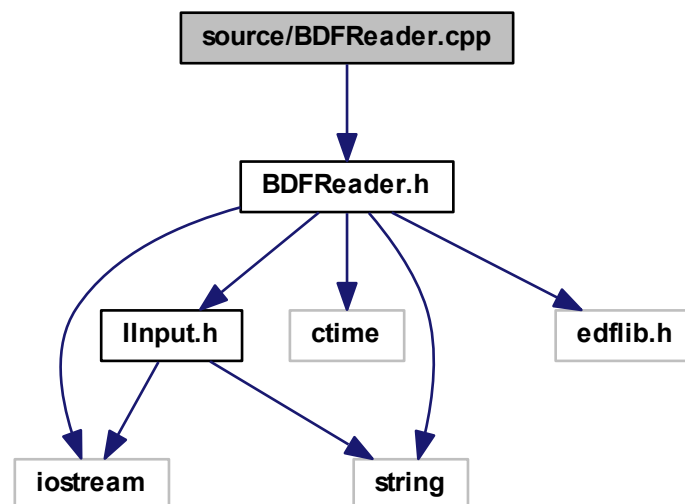 source/BDFReader.cpp
BDFReader.h
IInput.h
ctime
edflib.h
iostream
string